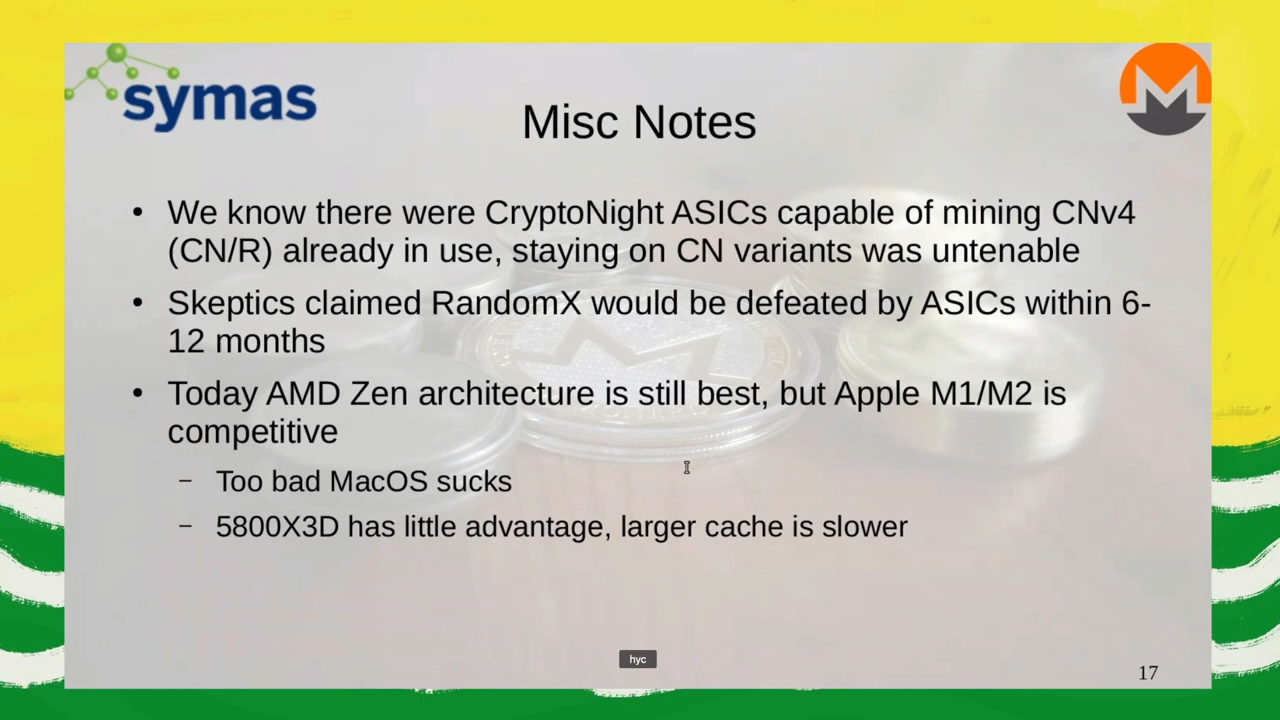 symas
Misc Notes
• We know there were CryptoNight ASICs capable of mining CNv4
(CN/R) already in use, staying on CN variants was untenable
• Skeptics claimed RandomX would be defeated by ASICs within 6-
12 months
• Today AMD Zen architecture is still best, but Apple M1/M2 is
competitive
– Too bad MacOS sucks
– 5800X3D has little advantage, larger cache is slower
hyc
17